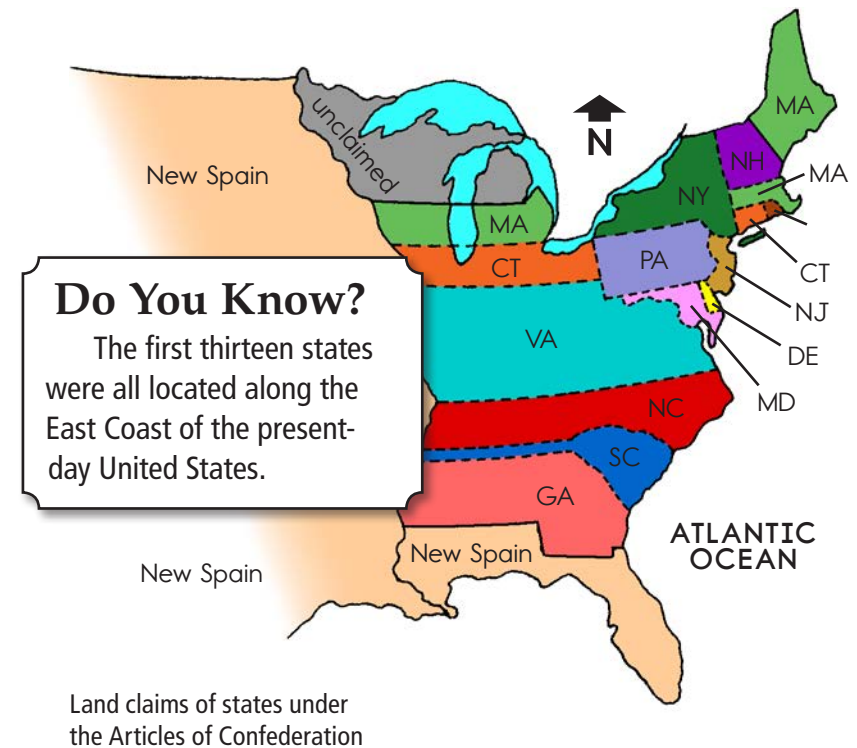 MA
unclaimed
N
NH
MA
New Spain
NY
MA
CT
PA
CT
NJ
Do You Know?
The first thirteen states
were all located along the
East Coast of the present-
day United States.
VA
DE
MD
NC
SC
GA
ATLANTIC
OCEAN
New Spain
New Spain
Land claims of states under
the Articles of Confederation